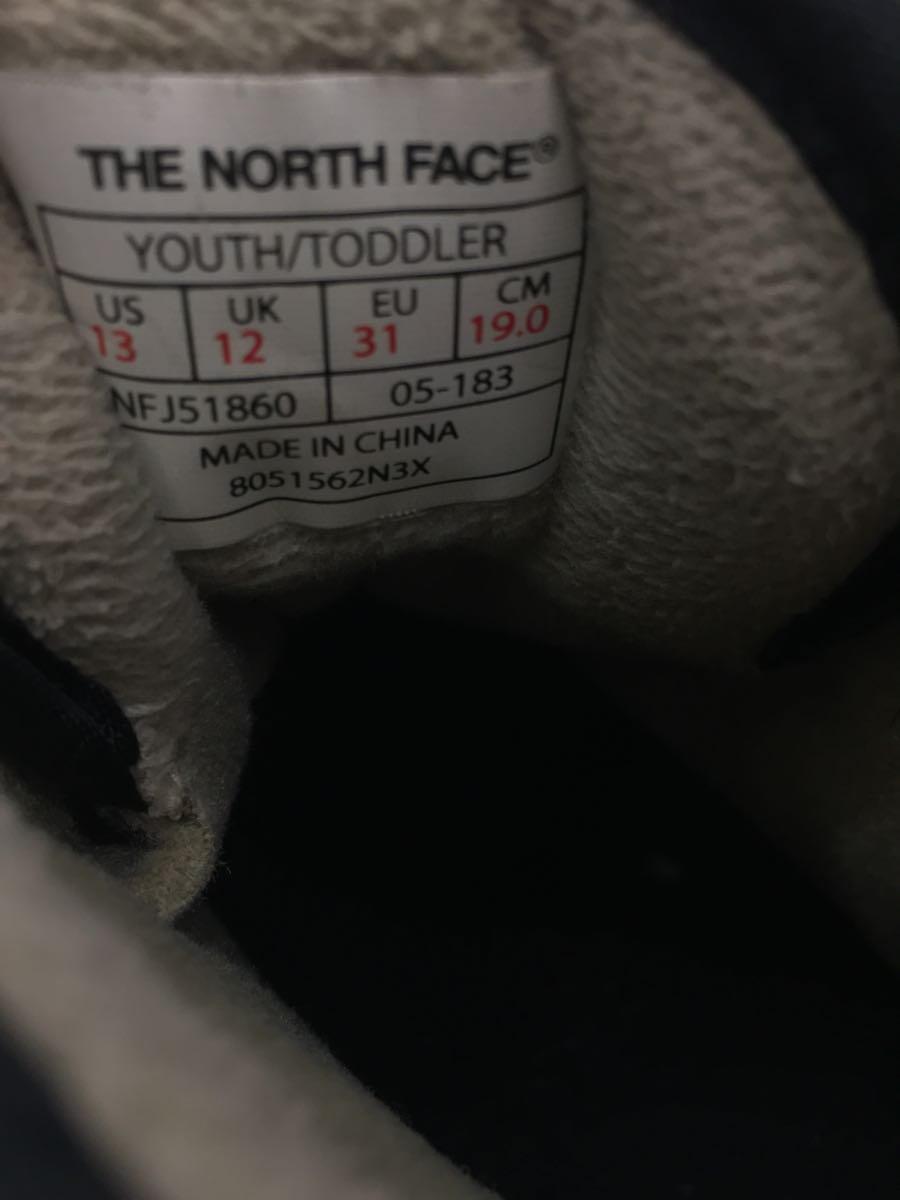 THE NORTH FACE®
YOUTH/TODDLER
US UK EU CM
13 12 31 19.0
NFJ51860 05-183
MADE IN CHINA
8051562N3X